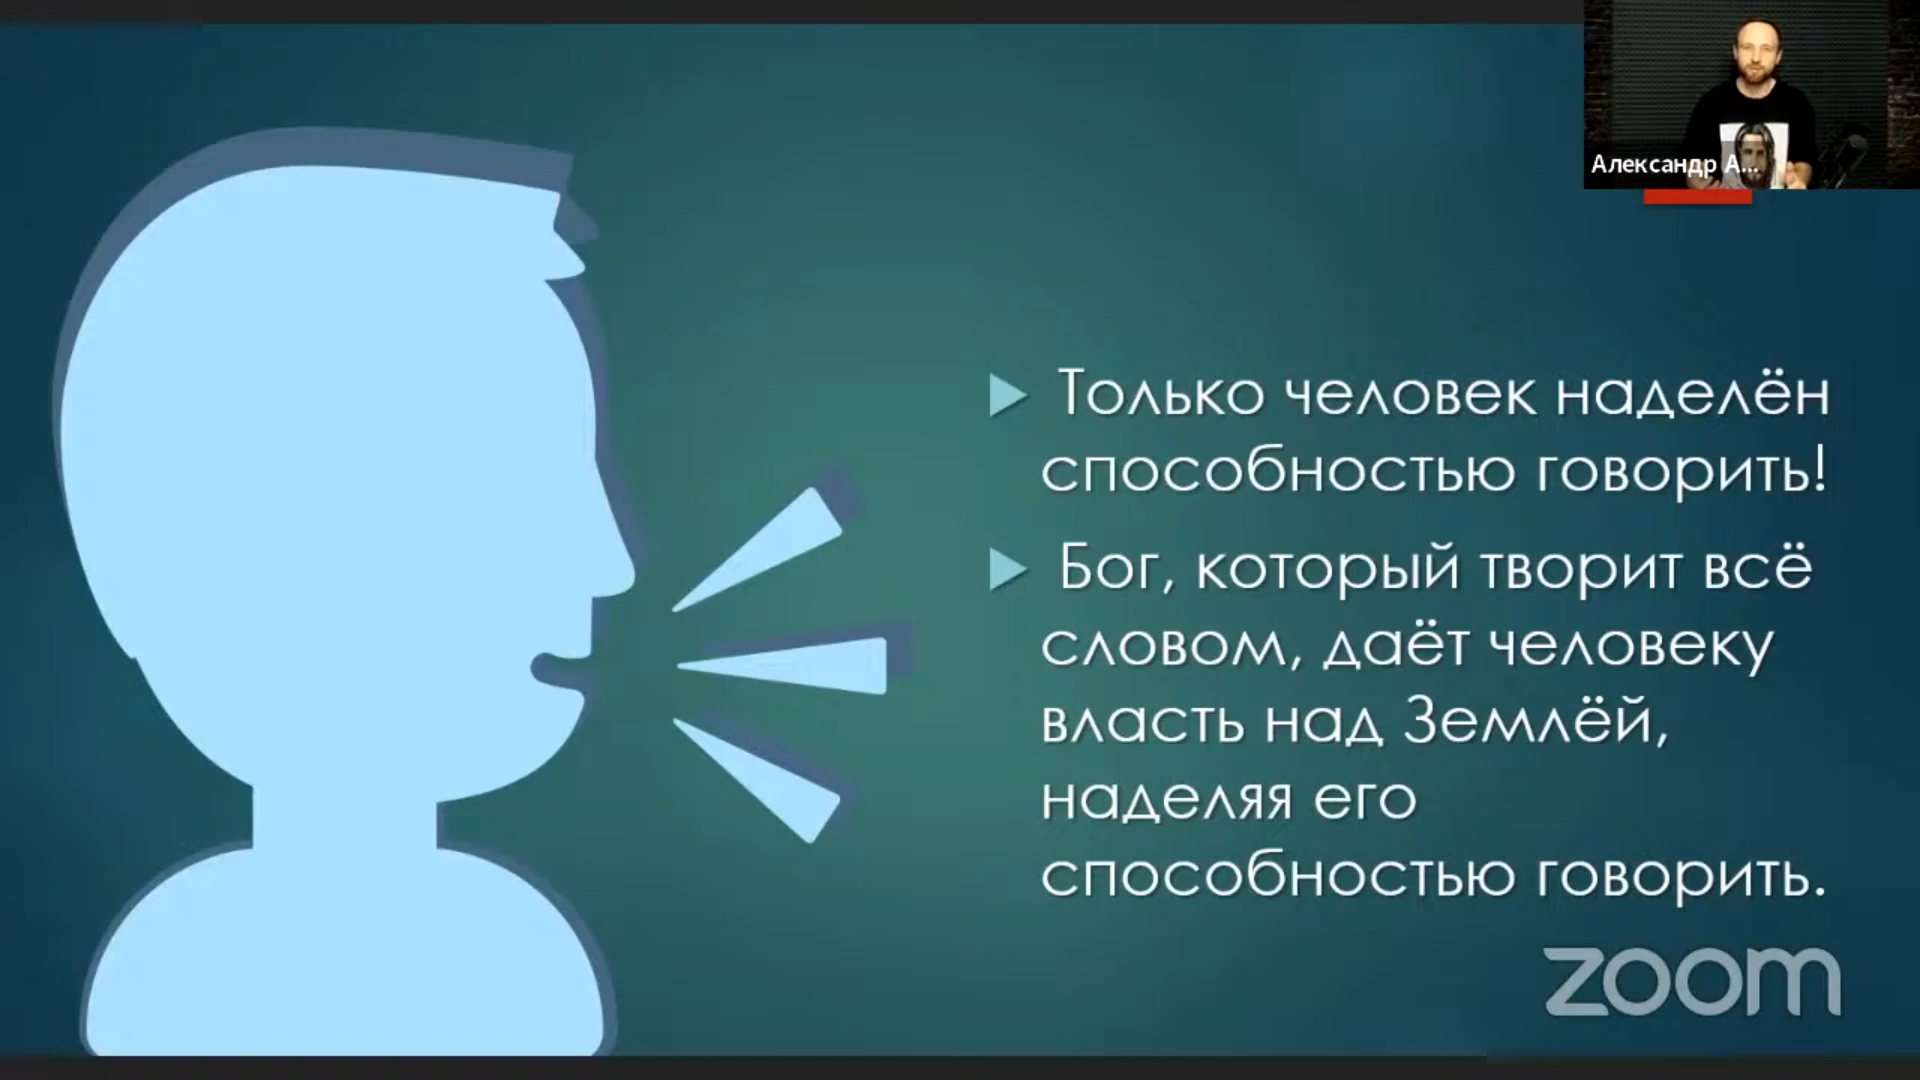 Александр А...
Только человек наделён
способностью говорить!
Бог, который творит всё
словом, даёт человеку
власть над Землёй,
наделяя его
способностью говорить.
zoom